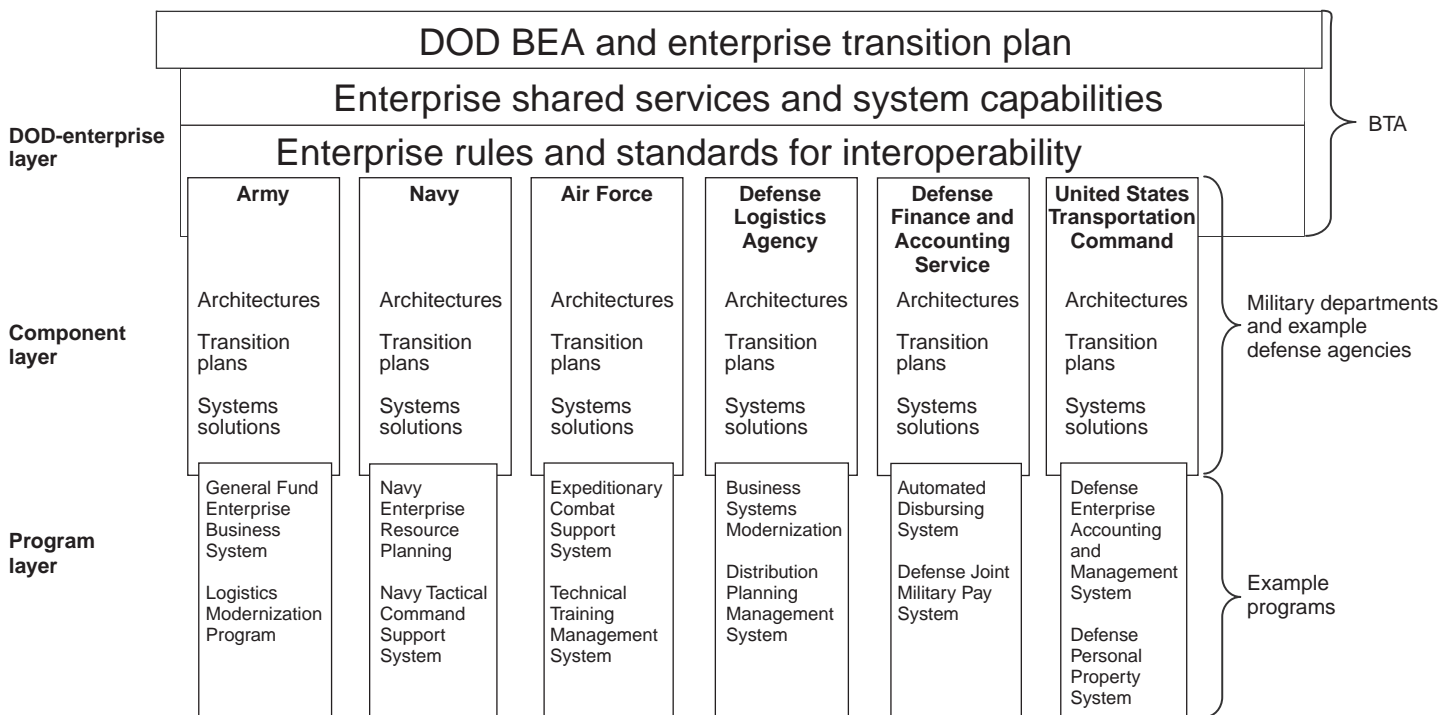 DOD BEA and enterprise transition plan
Enterprise shared services and system capabilities
Enterprise rules and standards for interoperability
DOD-enterprise
layer
BTA
Army
Navy
Air Force
Defense
Logistics
Agency
Defense
Finance and
Accounting
Service
United States
Transportation
Command
Component
layer
Architectures
Transition
plans
Systems
solutions
Architectures
Transition
plans
Systems
solutions
Architectures
Transition
plans
Systems
solutions
Architectures
Transition
plans
Systems
solutions
Architectures
Transition
plans
Systems
solutions
Architectures
Transition
plans
Systems
solutions
Military departments
and example
defense agencies
Program
layer
General Fund
Enterprise
Business
System
Logistics
Modernization
Program
Navy
Enterprise
Resource
Planning
Navy Tactical
Command
Support
System
Expeditionary
Combat
Support
System
Technical
Training
Management
System
Business
Systems
Modernization
Distribution
Planning
Management
System
Automated
Disbursing
System
Defense Joint
Military Pay
System
Defense
Enterprise
Accounting
and
Management
System
Defense
Personal
Property
System
Example
programs